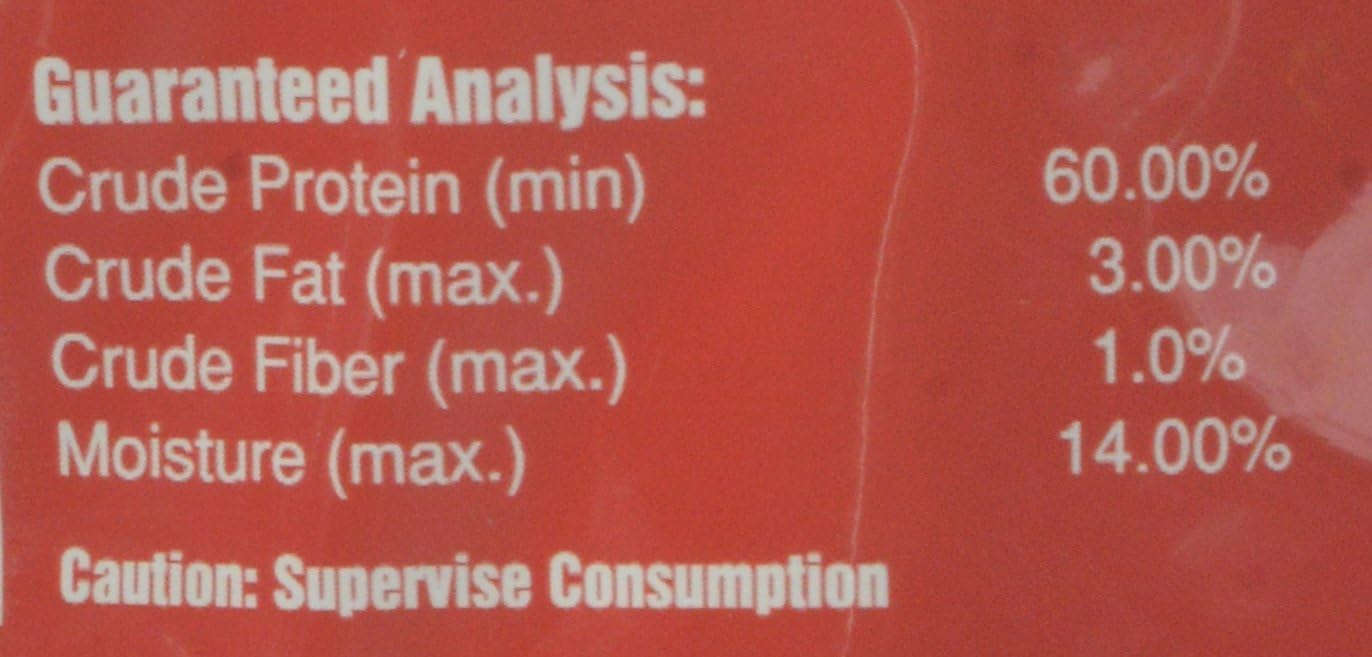 Guaranteed Analysis:
Crude Protein (min) 60.00%
Crude Fat (max.) 3.00%
Crude Fiber (max.) 1.0%
Moisture (max.) 14.00%
Caution: Supervise Consumption